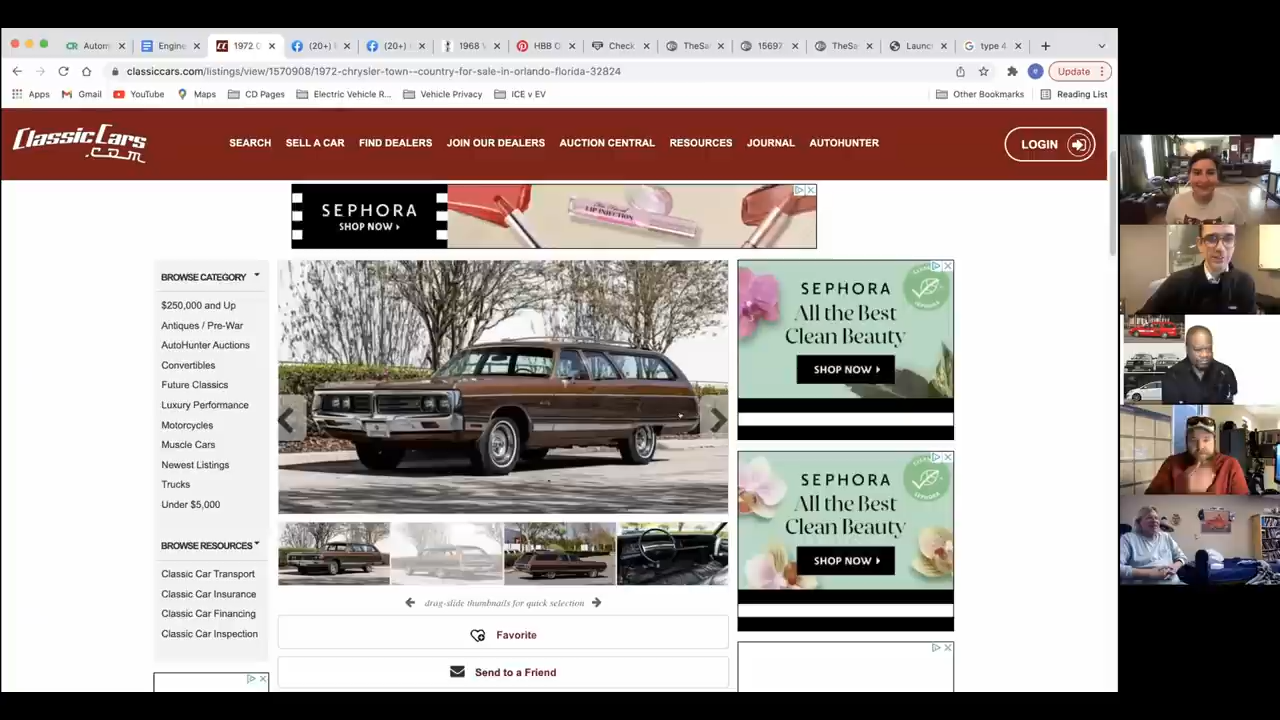 Autom
Engine
1972 C
(20+)
(20+)
1968
HBB C
Check
TheSa
15697
TheSa
Launc
type 4
classiccars.com/listings/view/1570908/1972-chrysler-town--country-for-sale-in-orlando-florida-32824
Update
Apps
Gmail
YouTube
Maps
CD Pages
Electric Vehicle R...
Vehicle Privacy
ICE v EV
Other Bookmarks
Reading List
ClassicCars
.com
SEARCH
SELL A CAR
FIND DEALERS
JOIN OUR DEALERS
AUCTION CENTRAL
RESOURCES
JOURNAL
AUTOHUNTER
LOGIN
SEPHORA
SHOP NOW
LIP INJECTION
BROWSE CATEGORY
$250,000 and Up
Antiques / Pre-War
AutoHunter Auctions
Convertibles
Future Classics
Luxury Performance
Motorcycles
Muscle Cars
Newest Listings
Trucks
Under $5,000
BROWSE RESOURCES
Classic Car Transport
Classic Car Insurance
Classic Car Financing
Classic Car Inspection
drag-slide thumbnails for quick selection
Favorite
Send to a Friend
SEPHORA
All the Best
Clean Beauty
SHOP NOW
SEPHORA
All the Best
Clean Beauty
SHOP NOW